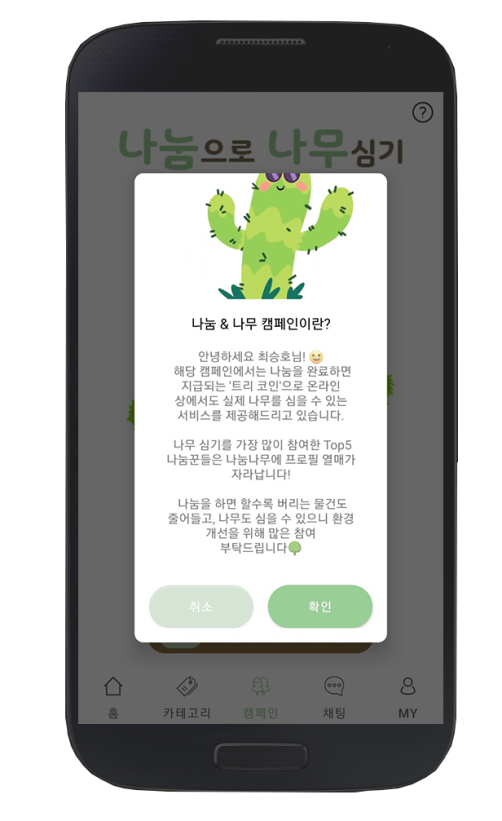 ?
나눔으로 나무심기
나눔 & 나무 캠페인이란?
안녕하세요 최승호님! 😀
해당 캠페인에서는 나눔을 완료하면
지급되는 '트리 코인'으로 온라인
상에서도 실제 나무를 심을 수 있는
서비스를 제공해드리고 있습니다.
나무 심기를 가장 많이 참여한 Top5
나눔꾼들은 나눔나무에 프로필 열매가
자라납니다!
나눔을 하면 할수록 버리는 물건도
줄어들고, 나무도 심을 수 있으니 환경
개선을 위해 많은 참여
부탁드립니다🌳
취소 확인
홈 카테고리 캠페인 채팅 MY